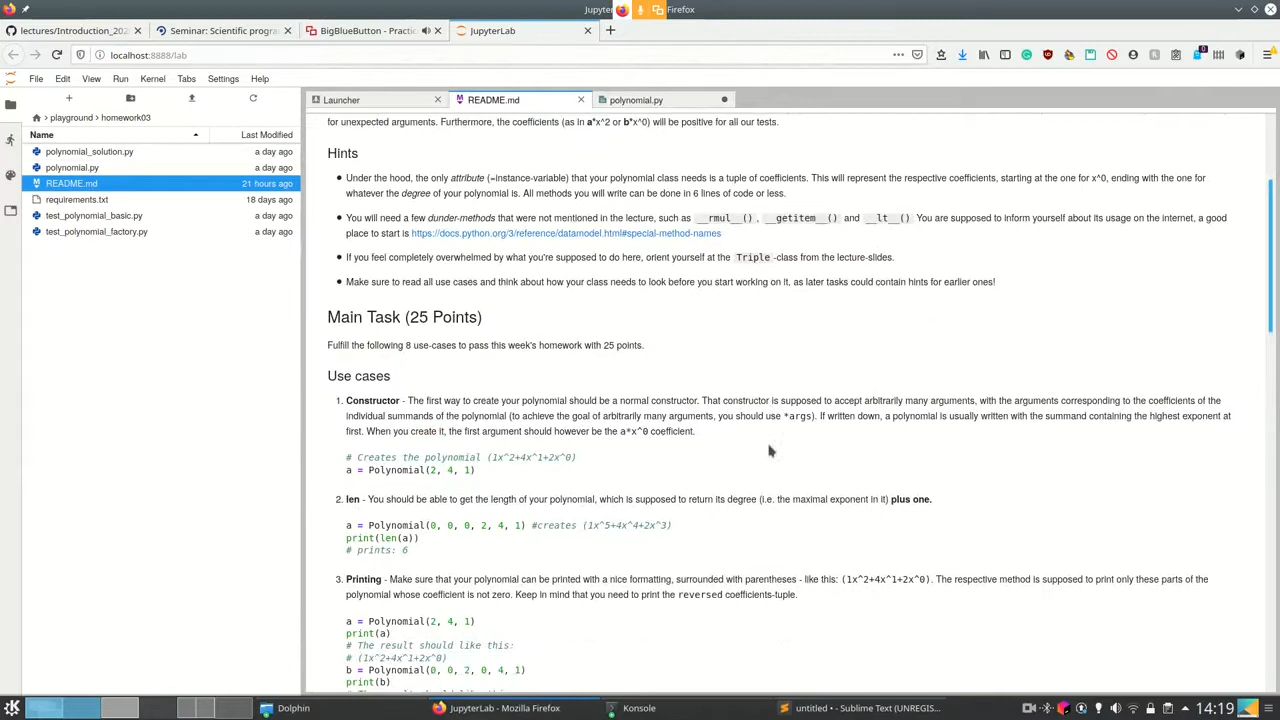 Jupyter Firefox
lectures/Introduction_202
Seminar: Scientific progra
BigBlueButton - Practic
JupyterLab
localhost:8888/lab
File Edit View Run Kernel Tabs Settings Help
Launcher
README.md
polynomial.py
playground homework03
Name Last Modified
polynomial_solution.py a day ago
polynomial.py a day ago
README.md 21 hours ago
requirements.txt 18 days ago
test_polynomial_basic.py a day ago
test_polynomial_factory.py a day ago
for unexpected arguments. Furthermore, the coefficients (as in a*x^2 or b*x^0) will be positive for all our tests.
Hints
Under the hood, the only attribute (=instance-variable) that your polynomial class needs is a tuple of coefficients. This will represent the respective coefficients, starting at the one for x^0, ending with the one for
whatever the degree of your polynomial is. All methods you will write can be done in 6 lines of code or less.
You will need a few dunder-methods that were not mentioned in the lecture, such as __rmul__() , __getitem__() and __lt__() You are supposed to inform yourself about its usage on the internet, a good
place to start is https://docs.python.org/3/reference/datamodel.html#special-method-names
If you feel completely overwhelmed by what you're supposed to do here, orient yourself at the Triple -class from the lecture-slides.
Make sure to read all use cases and think about how your class needs to look before you start working on it, as later tasks could contain hints for earlier ones!
Main Task (25 Points)
Fulfill the following 8 use-cases to pass this week's homework with 25 points.
Use cases
1. Constructor - The first way to create your polynomial should be a normal constructor. That constructor is supposed to accept arbitrarily many arguments, with the arguments corresponding to the coefficients of the
individual summands of the polynomial (to achieve the goal of arbitrarily many arguments, you should use *args). If written down, a polynomial is usually written with the summand containing the highest exponent at
first. When you create it, the first argument should however be the a*x^0 coefficient.
# Creates the polynomial (1x^2+4x^1+2x^0)
a = Polynomial(2, 4, 1)
2. len - You should be able to get the length of your polynomial, which is supposed to return its degree (i.e. the maximal exponent in it) plus one.
a = Polynomial(0, 0, 0, 2, 4, 1) #creates (1x^5+4x^4+2x^3)
print(len(a))
# prints: 6
3. Printing - Make sure that your polynomial can be printed with a nice formatting, surrounded with parentheses - like this: (1x^2+4x^1+2x^0). The respective method is supposed to print only these parts of the
polynomial whose coefficient is not zero. Keep in mind that you need to print the reversed coefficients-tuple.
a = Polynomial(2, 4, 1)
print(a)
# The result should like this:
# (1x^2+4x^1+2x^0)
b = Polynomial(0, 0, 2, 0, 4, 1)
print(b)
Dolphin
JupyterLab - Mozilla Firefox
Konsole
untitled • - Sublime Text (UNREGIS...
14:19